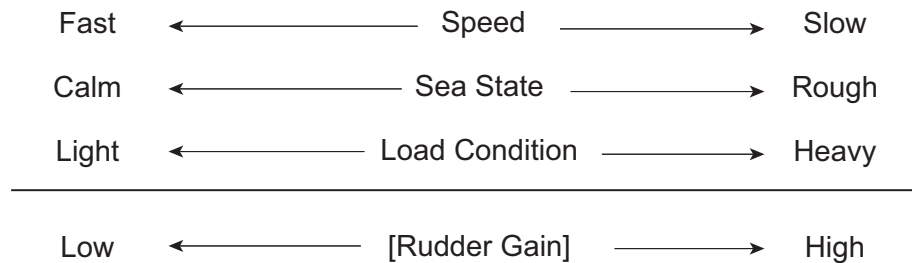 Fast Speed Slow
Calm Sea State Rough
Light Load Condition Heavy
Low [Rudder Gain] High